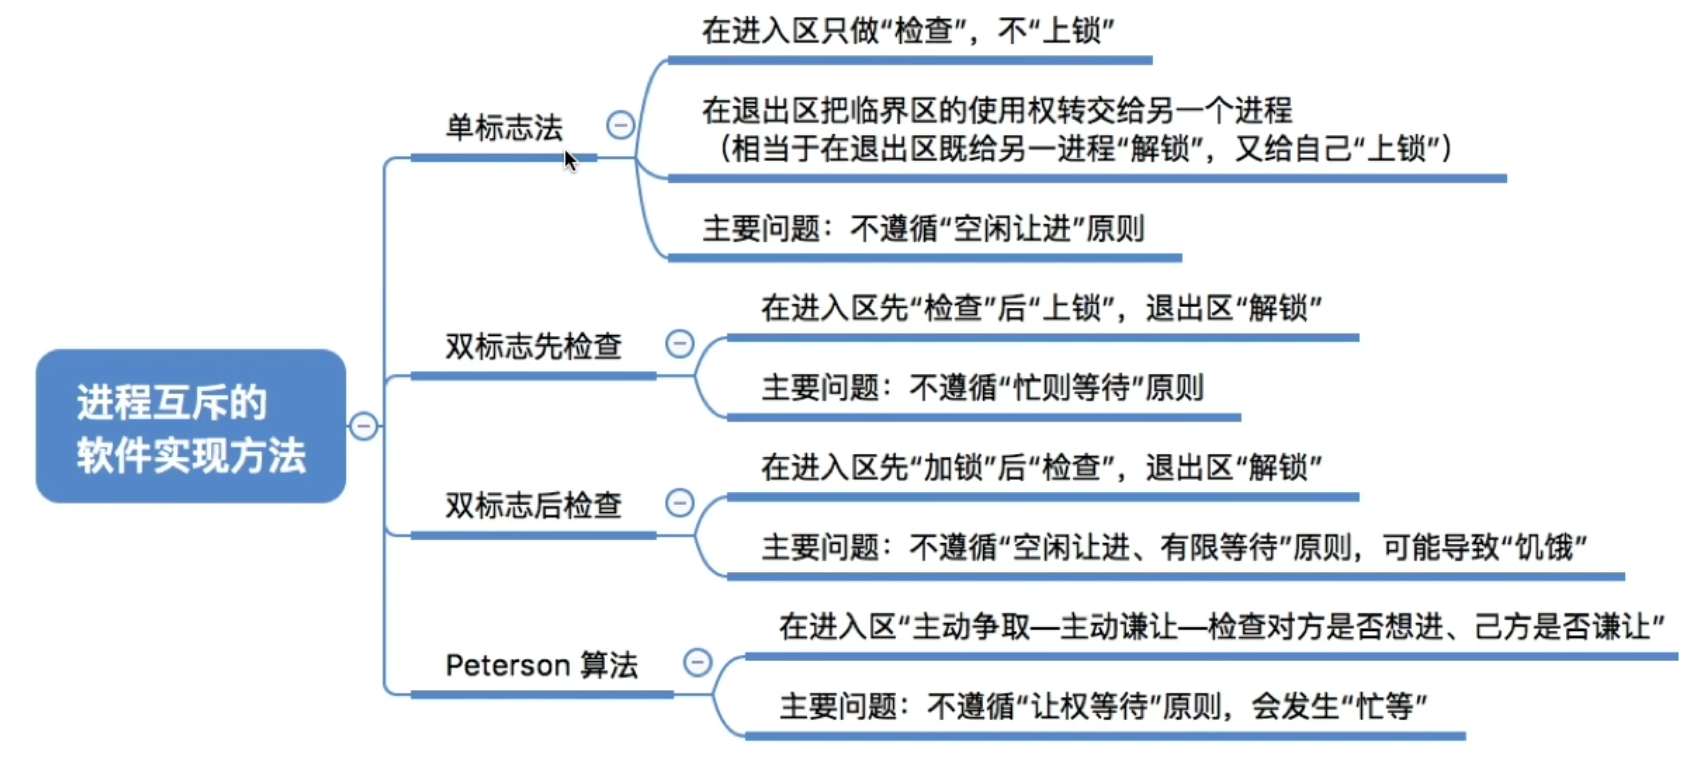 进程互斥的
软件实现方法
单标志法
在进入区只做“检查”，不“上锁”
在退出区把临界区的使用权转交给另一个进程
（相当于在退出区既给另一进程“解锁”，又给自己“上锁”）
主要问题：不遵循“空闲让进”原则
双标志先检查
在进入区先“检查”后“上锁”，退出区“解锁”
主要问题：不遵循“忙则等待”原则
双标志后检查
在进入区先“加锁”后“检查”，退出区“解锁”
主要问题：不遵循“空闲让进、有限等待”原则，可能导致“饥饿”
Peterson 算法
在进入区“主动争取—主动谦让—检查对方是否想进、己方是否谦让”
主要问题：不遵循“让权等待”原则，会发生“忙等”